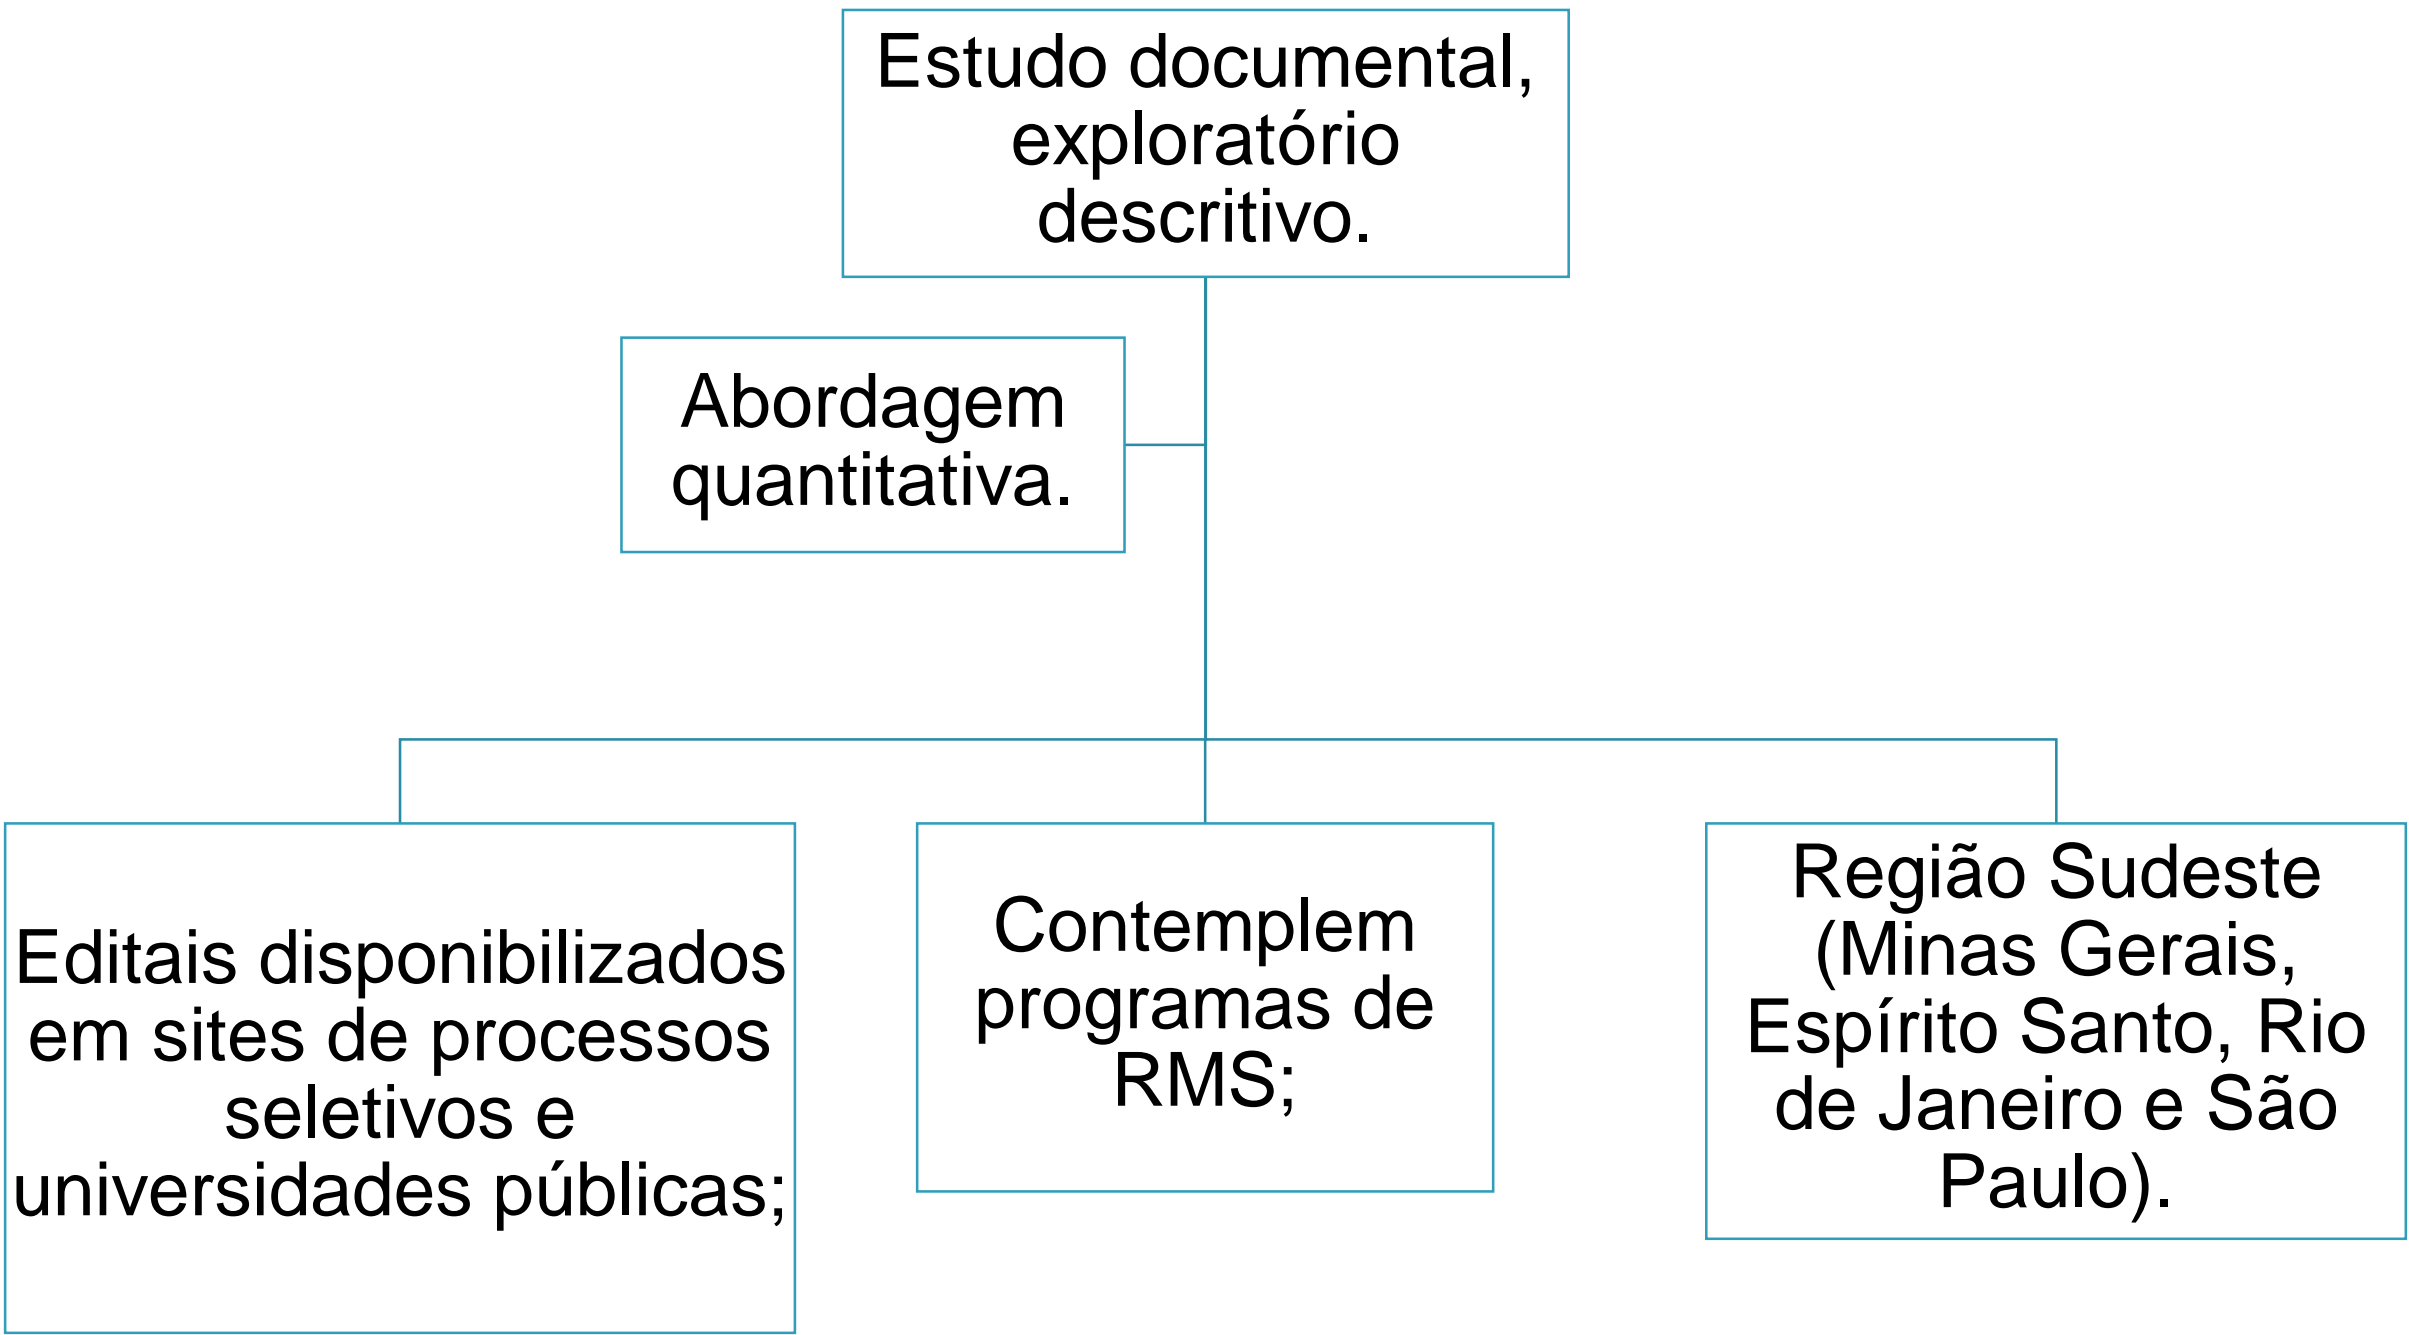 Estudo documental,
exploratório
descritivo.
Abordagem
quantitativa.
Editais disponibilizados
em sites de processos
seletivos e
universidades públicas;
Contemplem
programas de
RMS;
Região Sudeste
(Minas Gerais,
Espírito Santo, Rio
de Janeiro e São
Paulo).